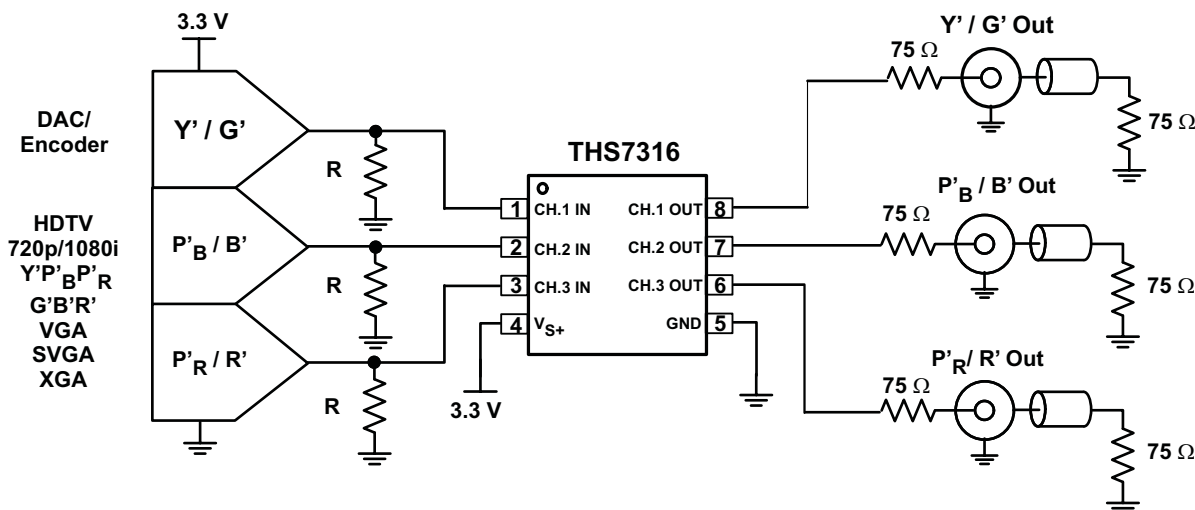 3.3 V
DAC/
Encoder
HDTV
720p/1080i
Y'P'BP'R
G'B'R'
VGA
SVGA
XGA
Y' / G'
P'B / B'
P'R / R'
R
R
R
THS7316
1 CH.1 IN CH.1 OUT 8
2 CH.2 IN CH.2 OUT 7
3 CH.3 IN CH.3 OUT 6
4 VS+ GND 5
3.3 V
Y' / G' Out
75 Ω
75 Ω
P'B / B' Out
75 Ω
75 Ω
P'R/ R' Out
75 Ω
75 Ω